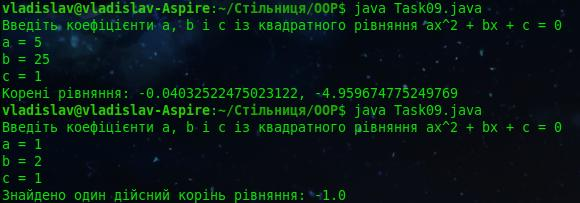 vladislav@vladislav-Aspire:~/Стільниця/OOP$ java Task09.java
Введіть коефіцієнти a, b і c із квадратного рівняння ax^2 + bx + c = 0
a = 5
b = 25
c = 1
Корені рівняння: -0.04032522475023122, -4.959674775249769
vladislav@vladislav-Aspire:~/Стільниця/OOP$ java Task09.java
Введіть коефіцієнти a, b і c із квадратного рівняння ax^2 + bx + c = 0
a = 1
b = 2
c = 1
Знайдено один дійсний корінь рівняння: -1.0